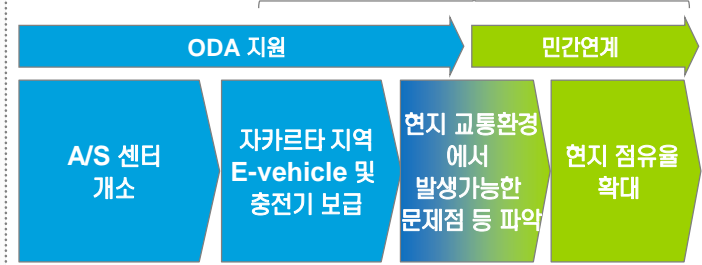 ODA 지원
민간연계
A/S 센터
개소
자카르타 지역
E-vehicle 및
충전기 보급
현지 교통환경
에서
발생가능한
문제점 등 파악
현지 점유율
확대